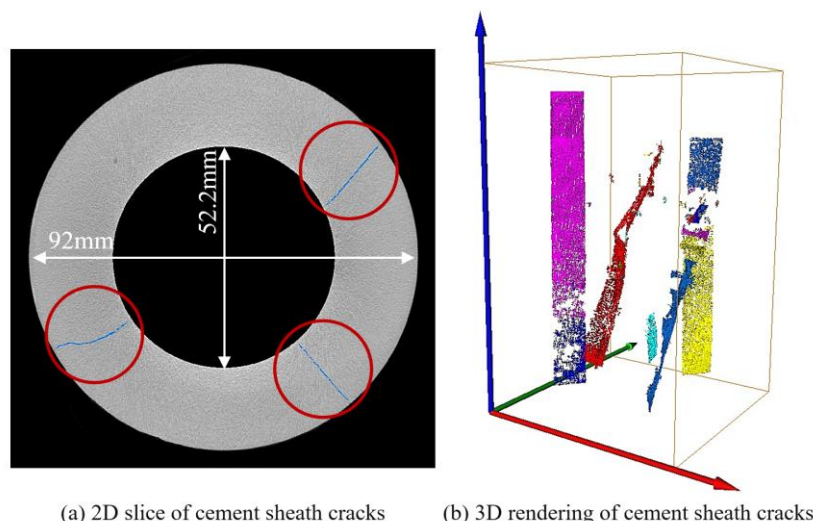 92mm
52.2mm
(a) 2D slice of cement sheath cracks
(b) 3D rendering of cement sheath cracks